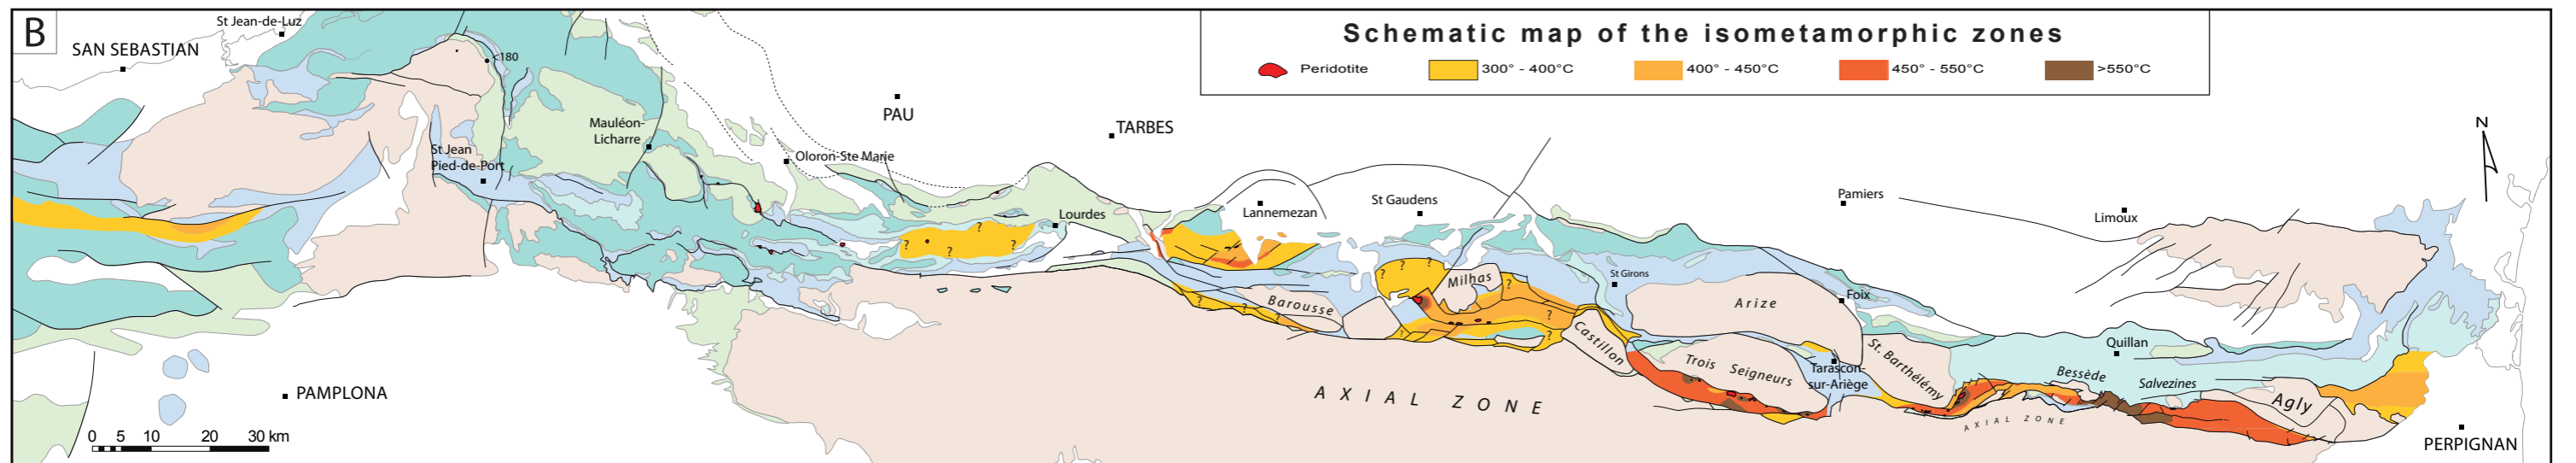 B
St Jean-de-Luz
SAN SEBASTIAN
<180
Schematic map of the isometamorphic zones
Peridotite
300° - 400°C
400° - 450°C
450° - 550°C
>550°C
PAU
TARBES
N
Mauléon-
Licharre
St Jean
Pied-de-Port
Oloron-Ste Marie
Lourdes
Lannemezan
St Gaudens
Pamiers
Limoux
?
?
?
?
?
?
?
Milhas
?
St Girons
Arize
Foix
?
?
?
Barousse
?
?
?
Castillon
Trois Seigneurs
Tarascon-
sur-Ariège
St. Barthélémy
Quillan
Bessède
Salvezines
Agly
AXIAL ZONE
AXIAL ZONE
PAMPLONA
PERPIGNAN
0 5 10 20 30 km